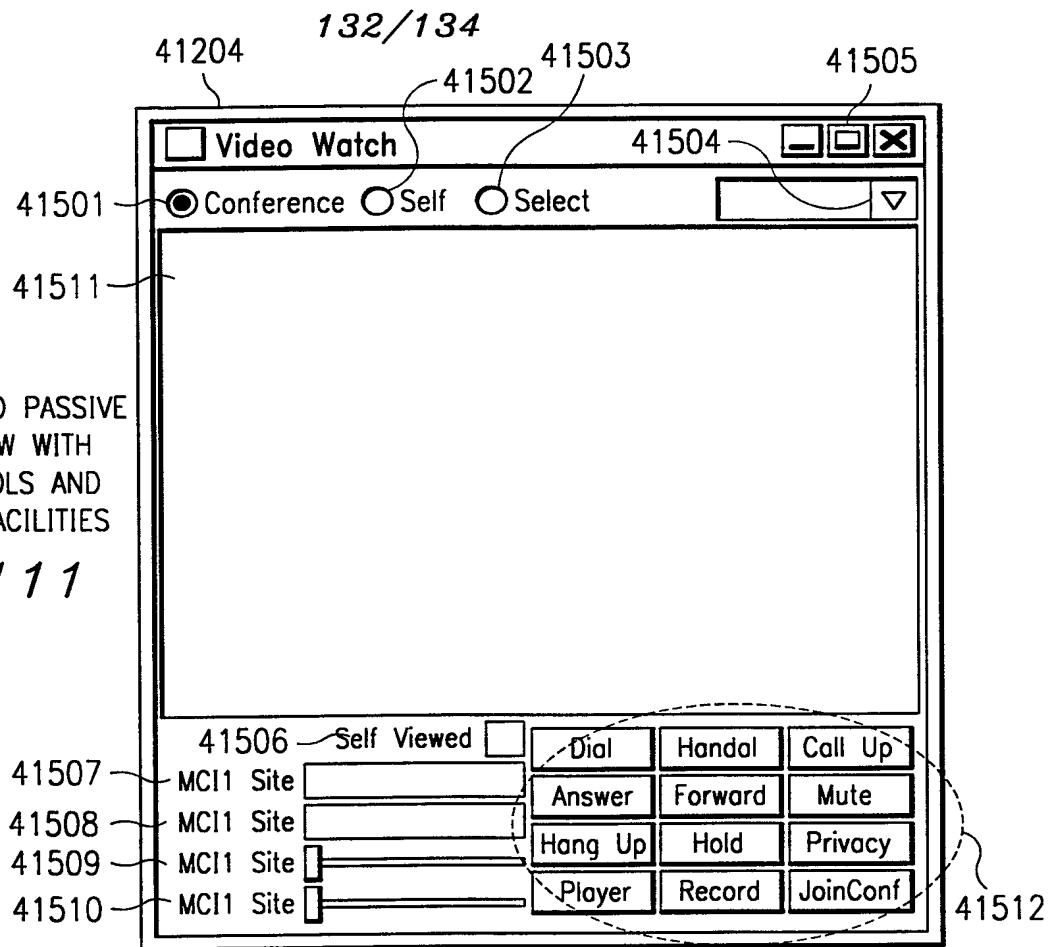 132/134
41204
41502
41503
41505
Video Watch
41504
41501
Conference Self Select
41511
PASSIVE
WITH
AND
11
41506
Self Viewed
Dial Handal Call Up
41507
MCI1 Site
Answer Forward Mute
41508
MCI1 Site
Hang Up Hold Privacy
41509
MCI1 Site
Player Record JoinConf
41510
MCI1 Site
41512